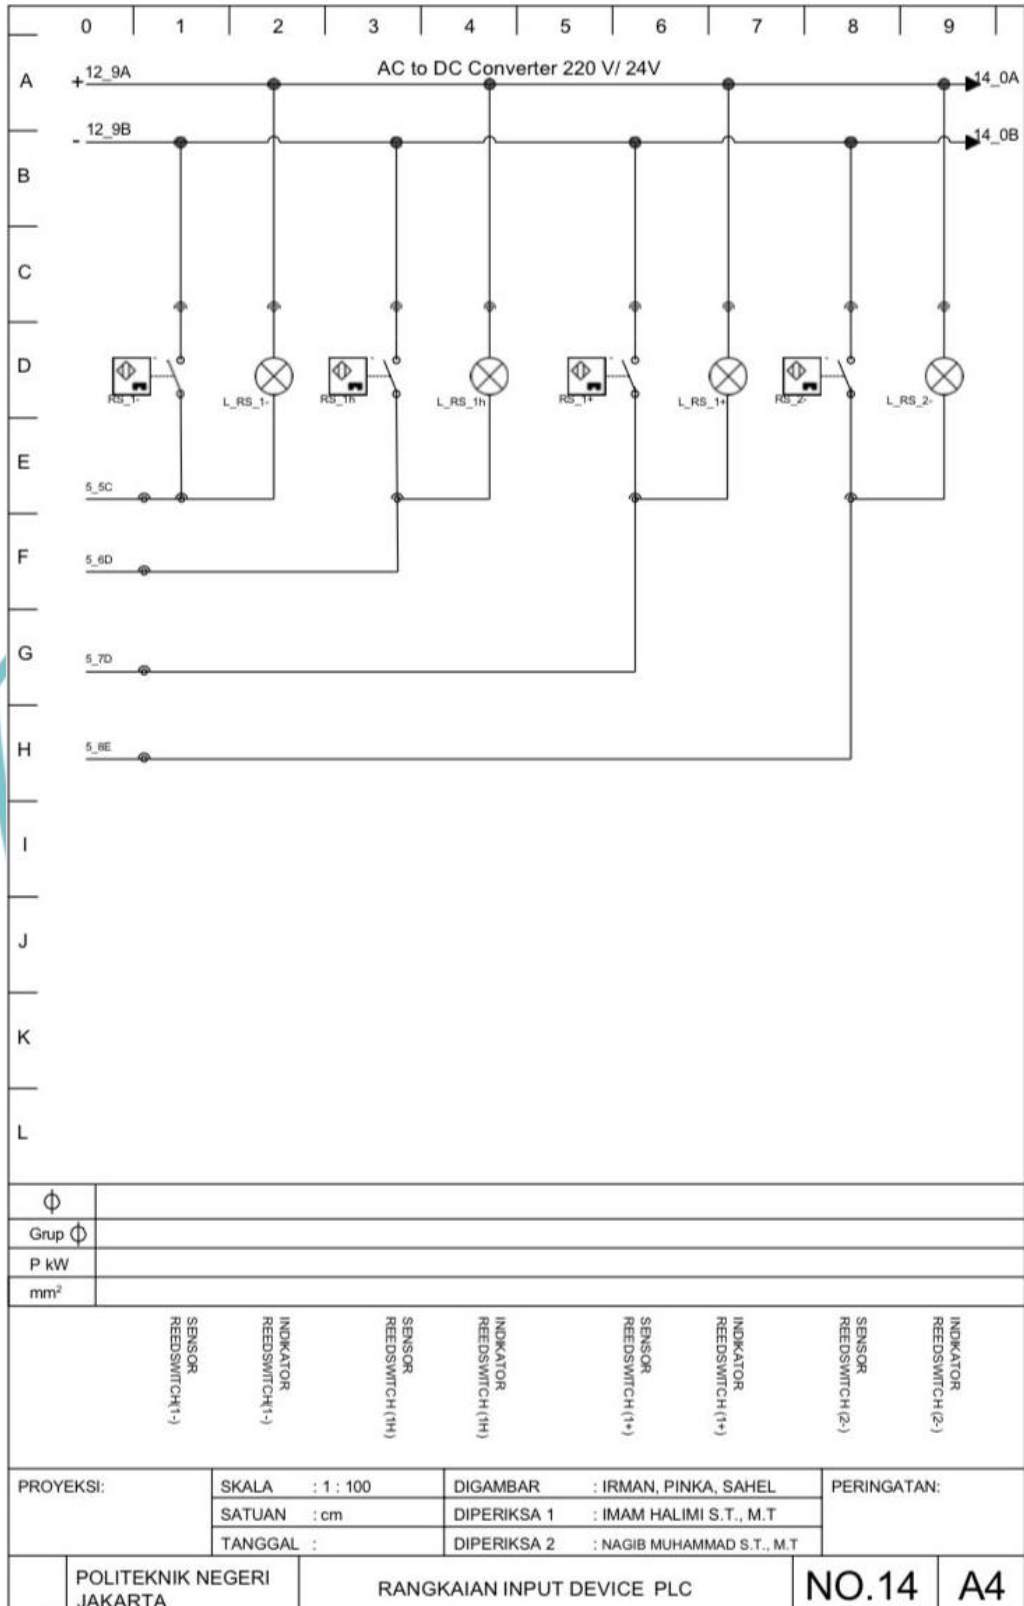 0 1 2 3 4 5 6 7 8 9
A
+ 12_9A
AC to DC Converter 220 V/ 24V
14_0A
- 12_9B
14_0B
B
C
D
RS_1-
L_RS_1-
RS_1h
L_RS_1h
RS_1+
L_RS_1+
RS_2-
L_RS_2-
E
5_5C
F
5_6D
G
5_7D
H
5_8E
I
J
K
L
Φ
Grup Φ
P kW
mm²
SENSOR
REEDSWITCH(1-)
INDIKATOR
REEDSWITCH(1-)
SENSOR
REEDSWITCH (1H)
INDIKATOR
REEDSWITCH (1H)
SENSOR
REEDSWITCH (1+)
INDIKATOR
REEDSWITCH (1+)
SENSOR
REEDSWITCH (2-)
INDIKATOR
REEDSWITCH (2-)
PROYEKSI:
SKALA : 1 : 100
SATUAN : cm
TANGGAL :
DIGAMBAR : IRMAN, PINKA, SAHEL
DIPERIKSA 1 : IMAM HALIMI S.T., M.T
DIPERIKSA 2 : NAGIB MUHAMMAD S.T., M.T
PERINGATAN:
POLITEKNIK NEGERI
JAKARTA
RANGKAIAN INPUT DEVICE PLC
NO.14
A4